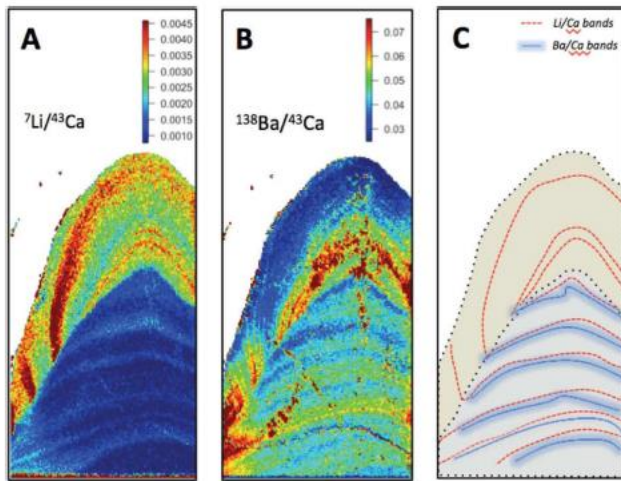 A
0.0045
0.0040
0.0035
0.0030
0.0025
0.0020
0.0015
0.0010
⁷Li/⁴³Ca
B
0.07
0.06
0.05
0.04
0.03
¹³⁸Ba/⁴³Ca
C
Li/Ca bands
Ba/Ca bands